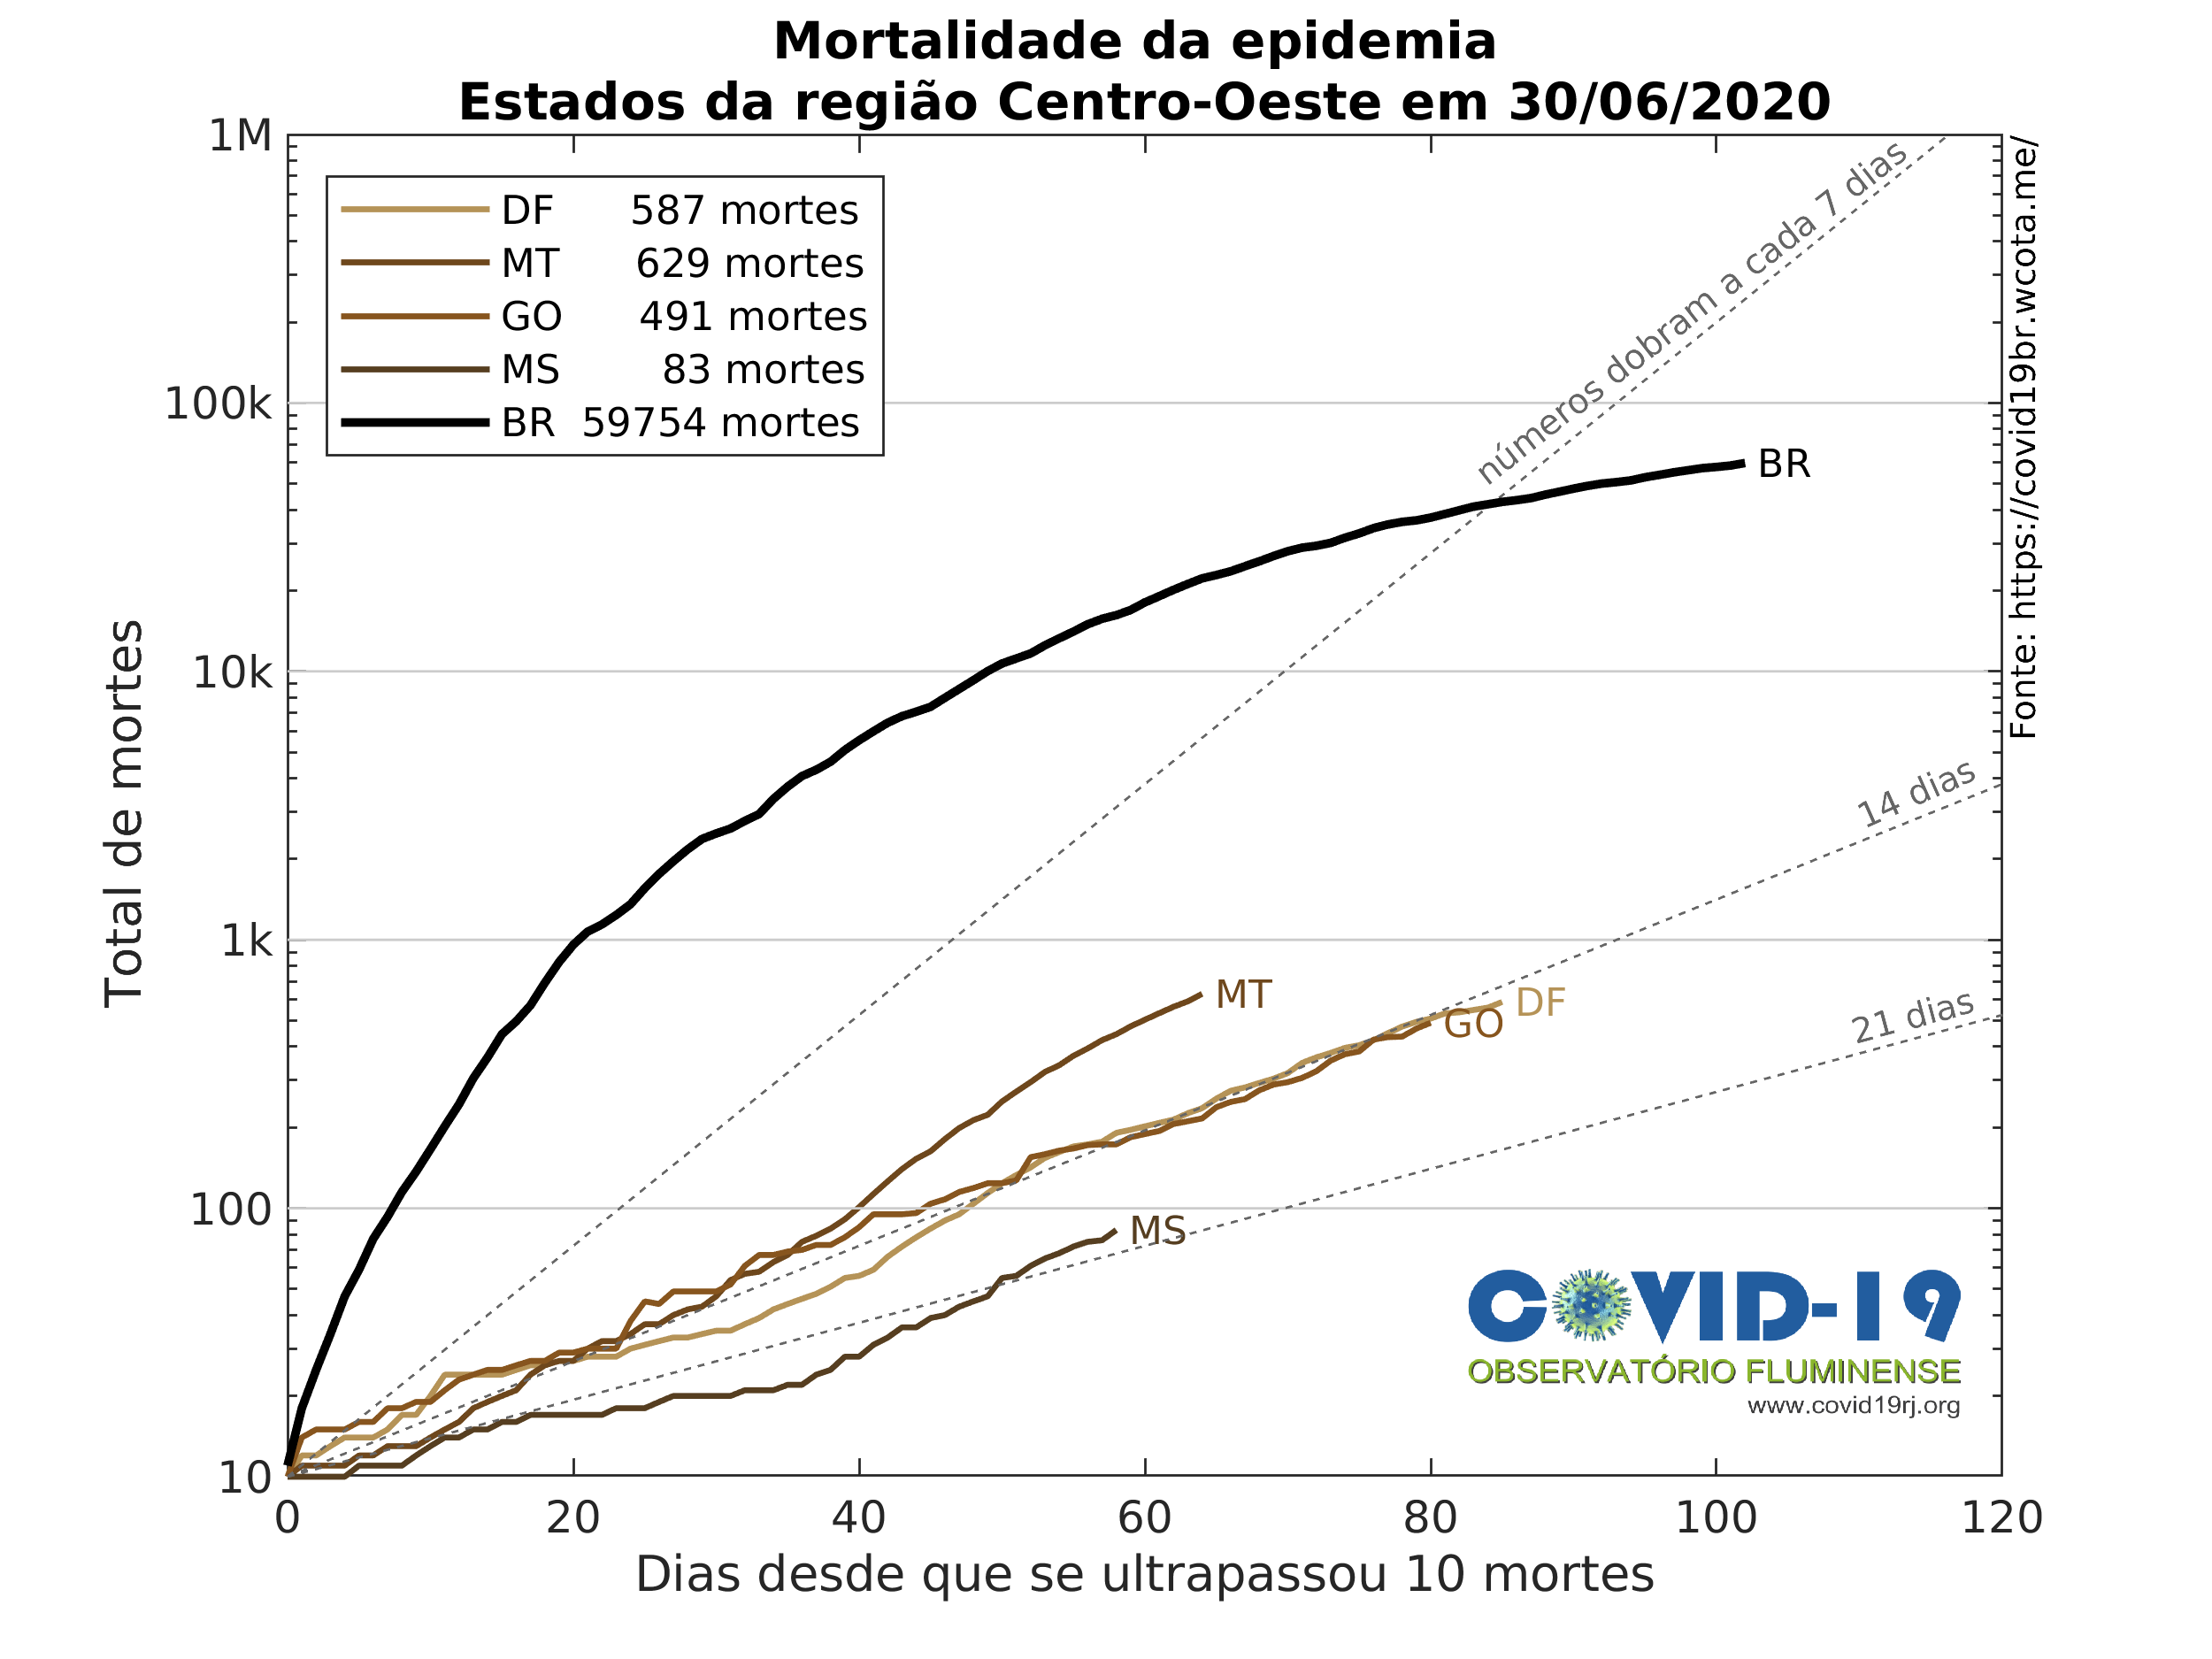 Mortalidade da epidemia
Estados da região Centro-Oeste em 30/06/2020
1M
100k
10k
1k
100
10
Total de mortes
DF 587 mortes
MT 629 mortes
GO 491 mortes
MS 83 mortes
BR 59754 mortes
números dobram a cada 7 dias
BR
14 dias
21 dias
MT
DF
GO
MS
Fonte: https://covid19br.wcota.me/
COVID-19
OBSERVATÓRIO FLUMINENSE
www.covid19rj.org
0 20 40 60 80 100 120
Dias desde que se ultrapassou 10 mortes